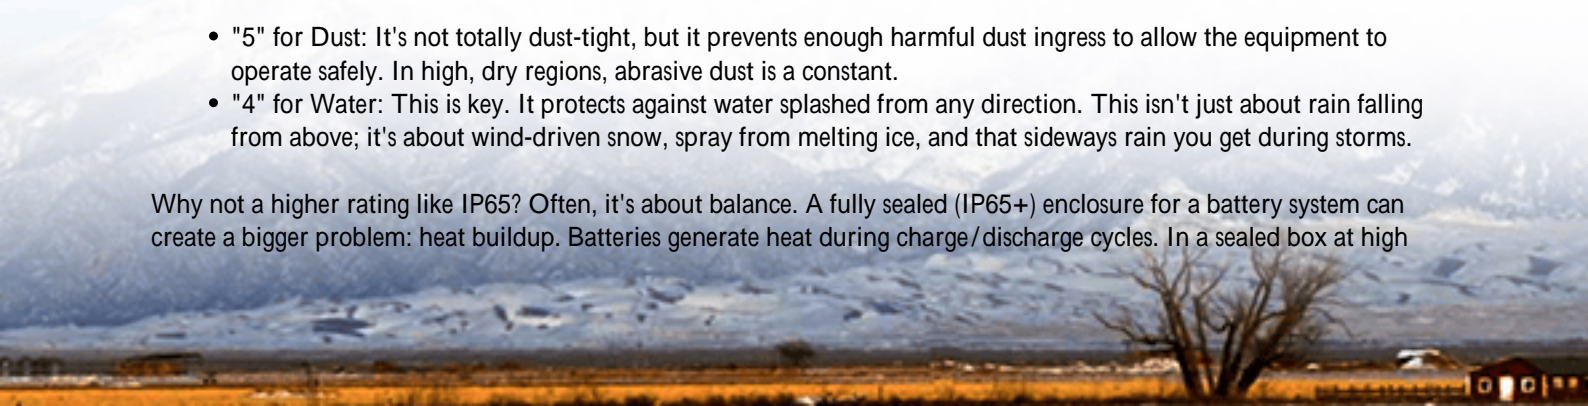 • "5" for Dust: It's not totally dust-tight, but it prevents enough harmful dust ingress to allow the equipment to
operate safely. In high, dry regions, abrasive dust is a constant.
• "4" for Water: This is key. It protects against water splashed from any direction. This isn't just about rain falling
from above; it's about wind-driven snow, spray from melting ice, and that sideways rain you get during storms.
Why not a higher rating like IP65? Often, it's about balance. A fully sealed (IP65+) enclosure for a battery system can
create a bigger problem: heat buildup. Batteries generate heat during charge/discharge cycles. In a sealed box at high